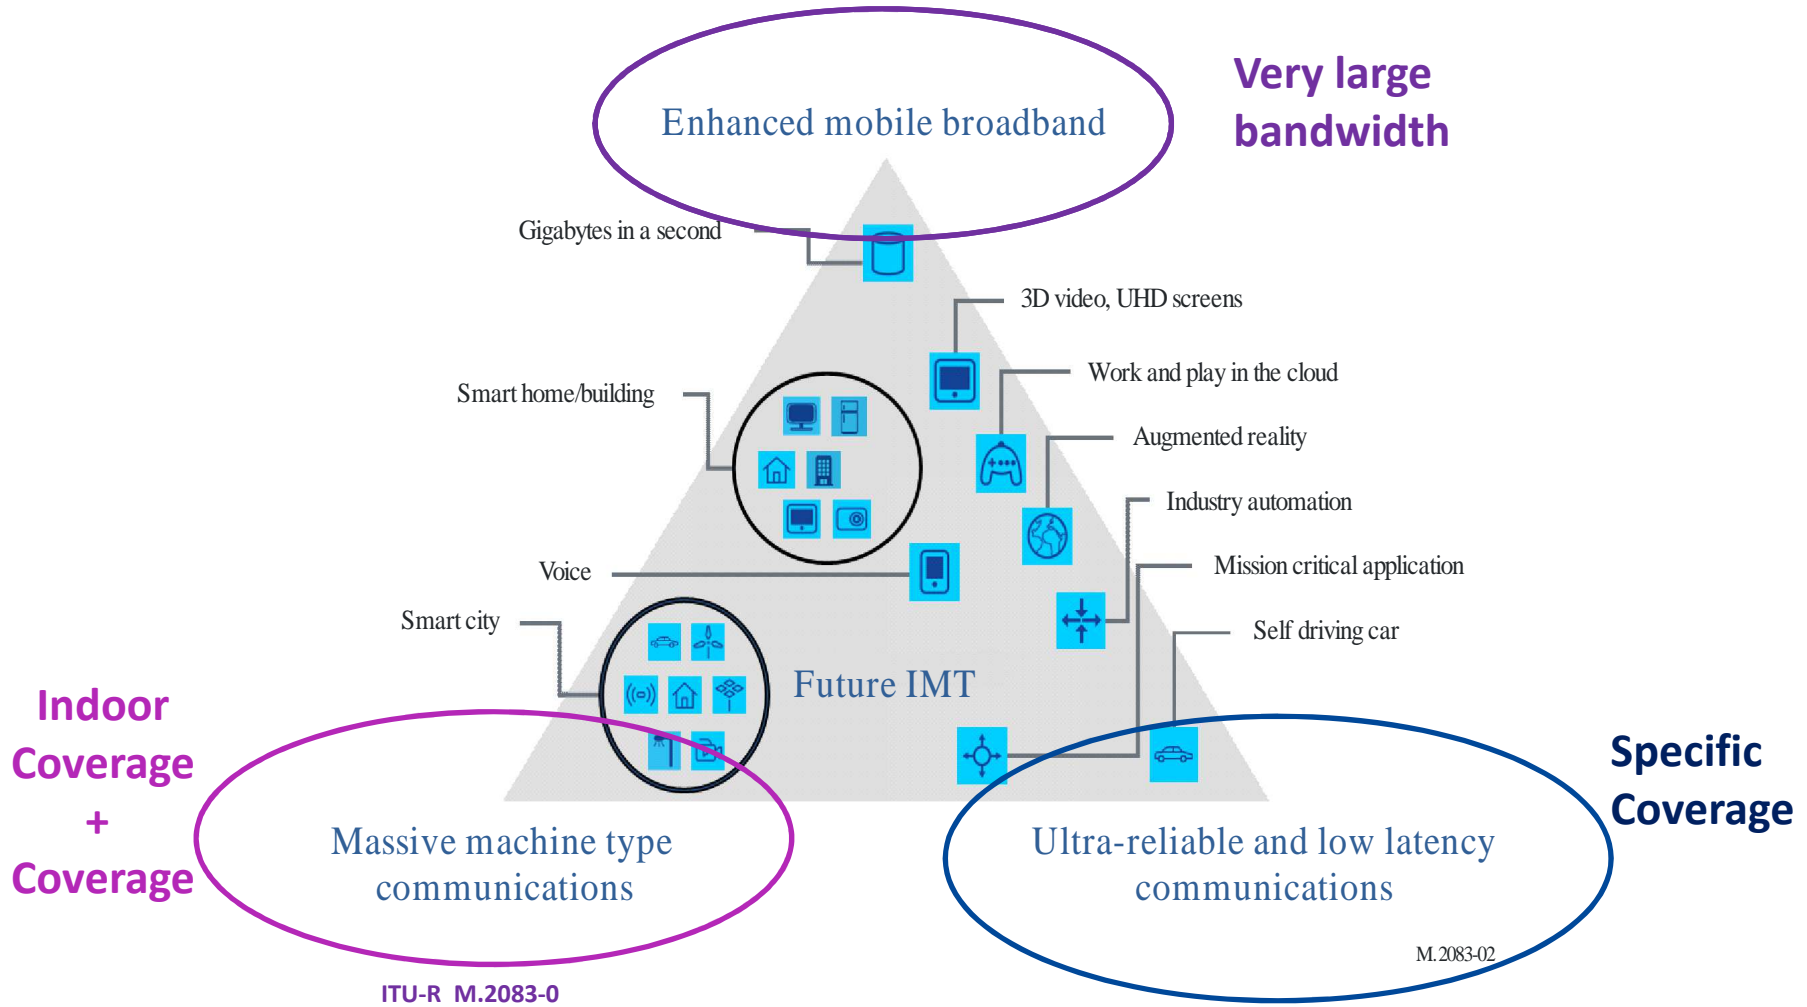 Very large
bandwidth
Enhanced mobile broadband
Gigabytes in a second
3D video, UHD screens
Work and play in the cloud
Smart home/building
Augmented reality
Industry automation
Voice
Mission critical application
Smart city
Self driving car
Future IMT
Indoor
Coverage
+
Coverage
Specific
Coverage
Massive machine type
communications
Ultra-reliable and low latency
communications
M.2083-02
ITU-R M.2083-0